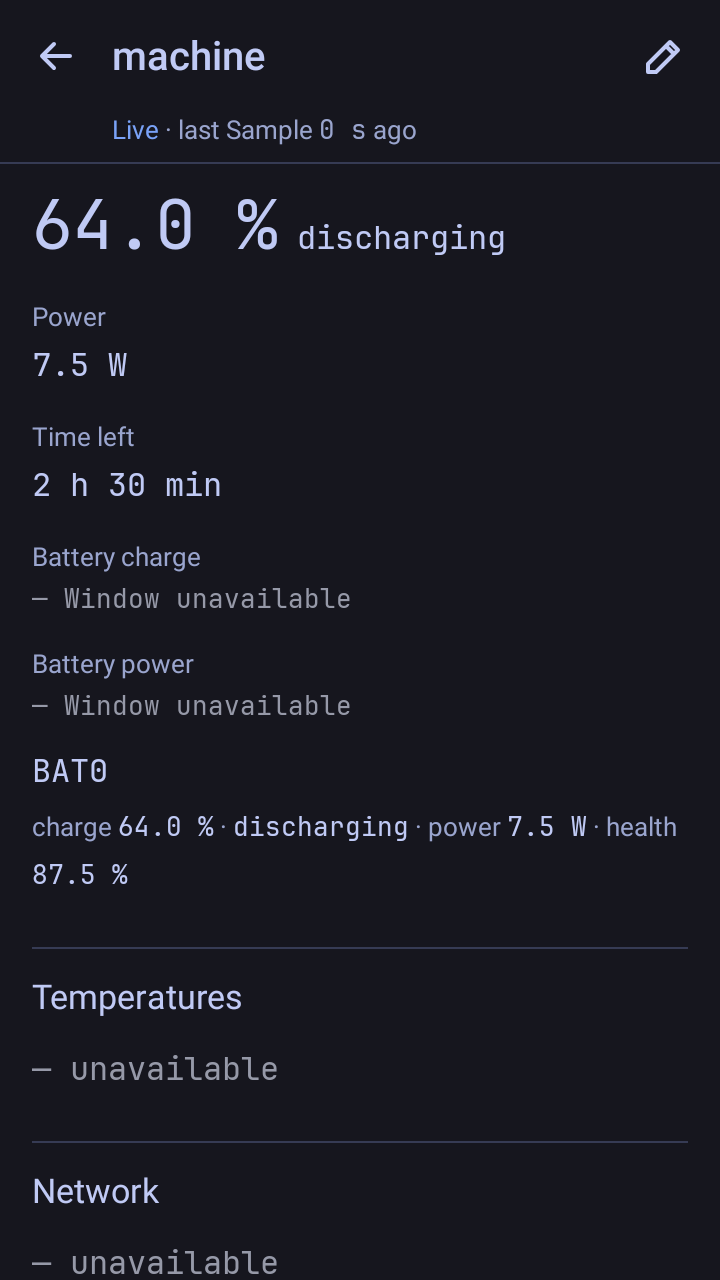 machine
Live · last Sample 0 s ago
64.0 % discharging
Power
7.5 W
Time left
2 h 30 min
Battery charge
— Window unavailable
Battery power
— Window unavailable
BAT0
charge 64.0 % · discharging · power 7.5 W · health
87.5 %
Temperatures
— unavailable
Network
— unavailable